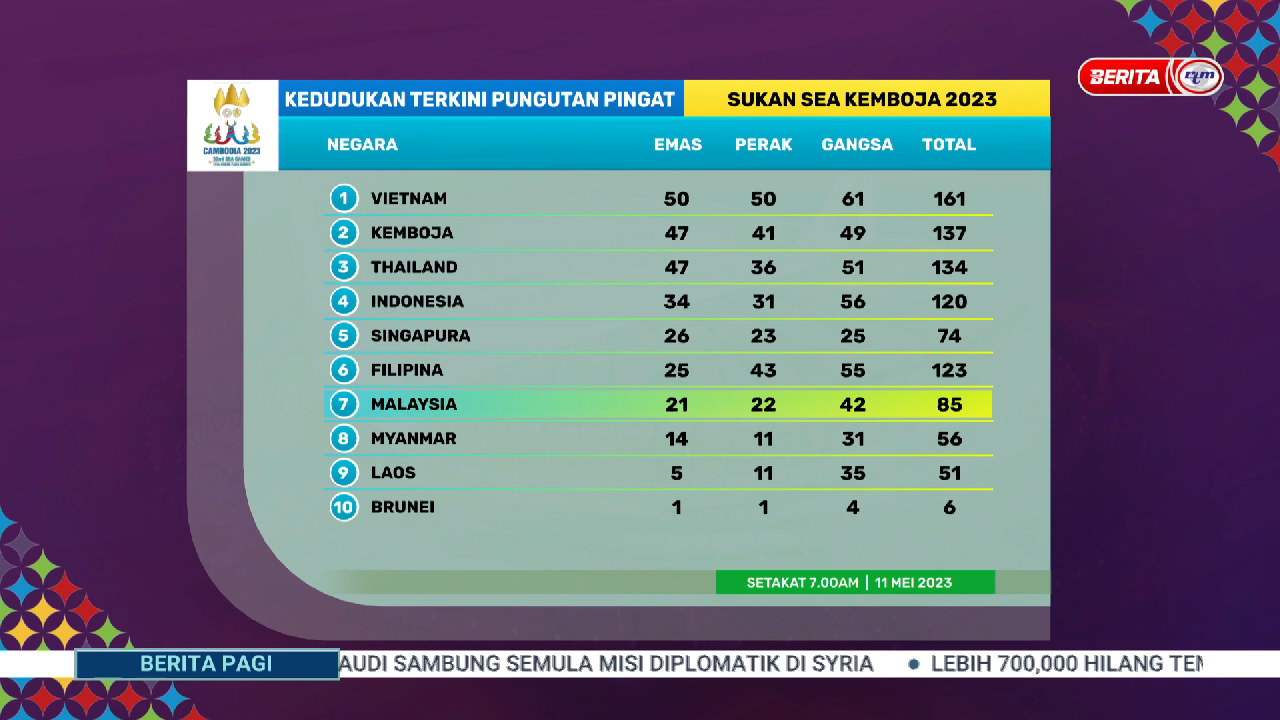 BERITA rtm
KEDUDUKAN TERKINI PUNGUTAN PINGAT SUKAN SEA KEMBOJA 2023
CAMBODIA 2023
NEGARA EMAS PERAK GANGSA TOTAL
1 VIETNAM 50 50 61 161
2 KEMBOJA 47 41 49 137
3 THAILAND 47 36 51 134
4 INDONESIA 34 31 56 120
5 SINGAPURA 26 23 25 74
6 FILIPINA 25 43 55 123
7 MALAYSIA 21 22 42 85
8 MYANMAR 14 11 31 56
9 LAOS 5 11 35 51
10 BRUNEI 1 1 4 6
SETAKAT 7.00AM | 11 MEI 2023
BERITA PAGI AUDI SAMBUNG SEMULA MISI DIPLOMATIK DI SYRIA • LEBIH 700,000 HILANG TEM